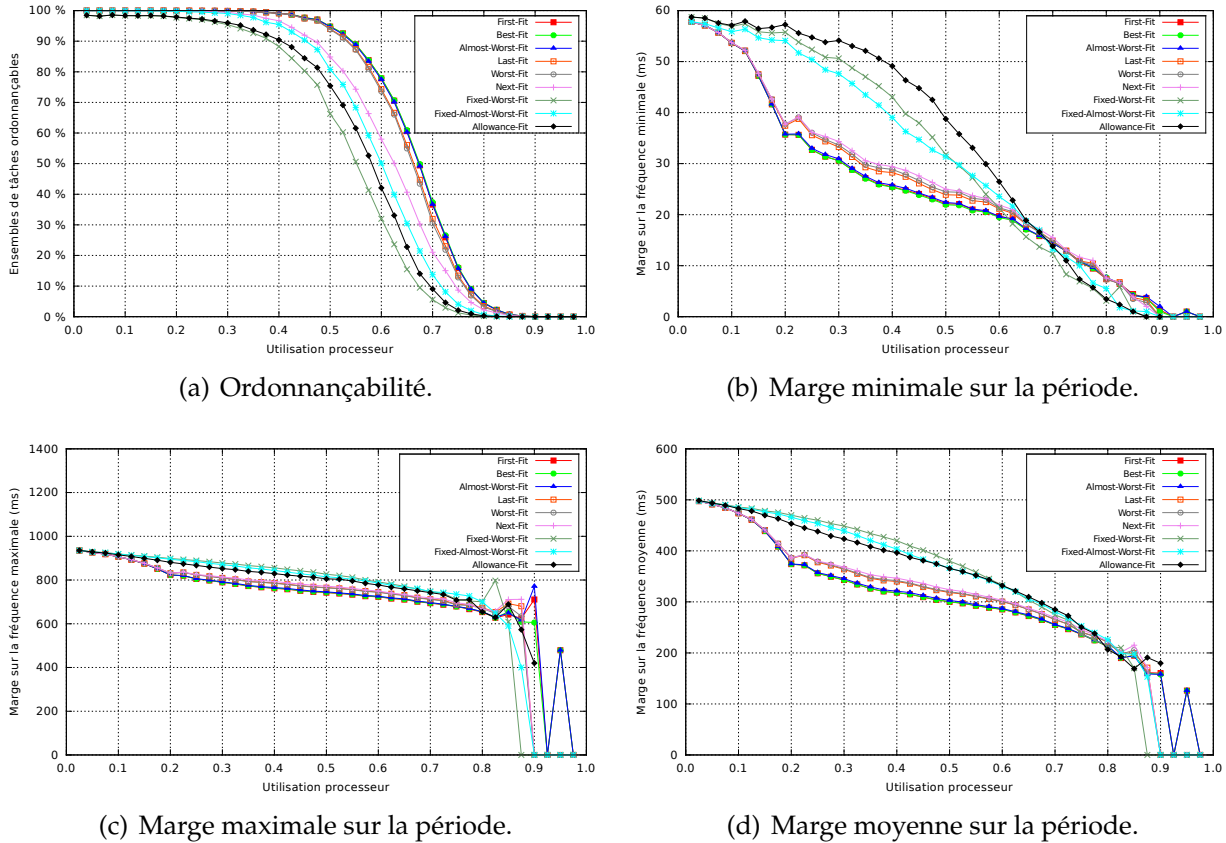 Ensembles de tâches ordonnançables
100 %
90 %
80 %
70 %
60 %
50 %
40 %
30 %
20 %
10 %
0 %
0.0 0.1 0.2 0.3 0.4 0.5 0.6 0.7 0.8 0.9 1.0
Utilisation processeur
First-Fit
Best-Fit
Almost-Worst-Fit
Last-Fit
Worst-Fit
Next-Fit
Fixed-Worst-Fit
Fixed-Almost-Worst-Fit
Allowance-Fit
(a) Ordonnançabilité.
Marge sur la fréquence minimale (ms)
60
50
40
30
20
10
0
0.0 0.1 0.2 0.3 0.4 0.5 0.6 0.7 0.8 0.9 1.0
Utilisation processeur
First-Fit
Best-Fit
Almost-Worst-Fit
Last-Fit
Worst-Fit
Next-Fit
Fixed-Worst-Fit
Fixed-Almost-Worst-Fit
Allowance-Fit
(b) Marge minimale sur la période.
Marge sur la fréquence maximale (ms)
1400
1200
1000
800
600
400
200
0
0.0 0.1 0.2 0.3 0.4 0.5 0.6 0.7 0.8 0.9 1.0
Utilisation processeur
First-Fit
Best-Fit
Almost-Worst-Fit
Last-Fit
Worst-Fit
Next-Fit
Fixed-Worst-Fit
Fixed-Almost-Worst-Fit
Allowance-Fit
(c) Marge maximale sur la période.
Marge sur la fréquence moyenne (ms)
600
500
400
300
200
100
0
0.0 0.1 0.2 0.3 0.4 0.5 0.6 0.7 0.8 0.9 1.0
Utilisation processeur
First-Fit
Best-Fit
Almost-Worst-Fit
Last-Fit
Worst-Fit
Next-Fit
Fixed-Worst-Fit
Fixed-Almost-Worst-Fit
Allowance-Fit
(d) Marge moyenne sur la période.